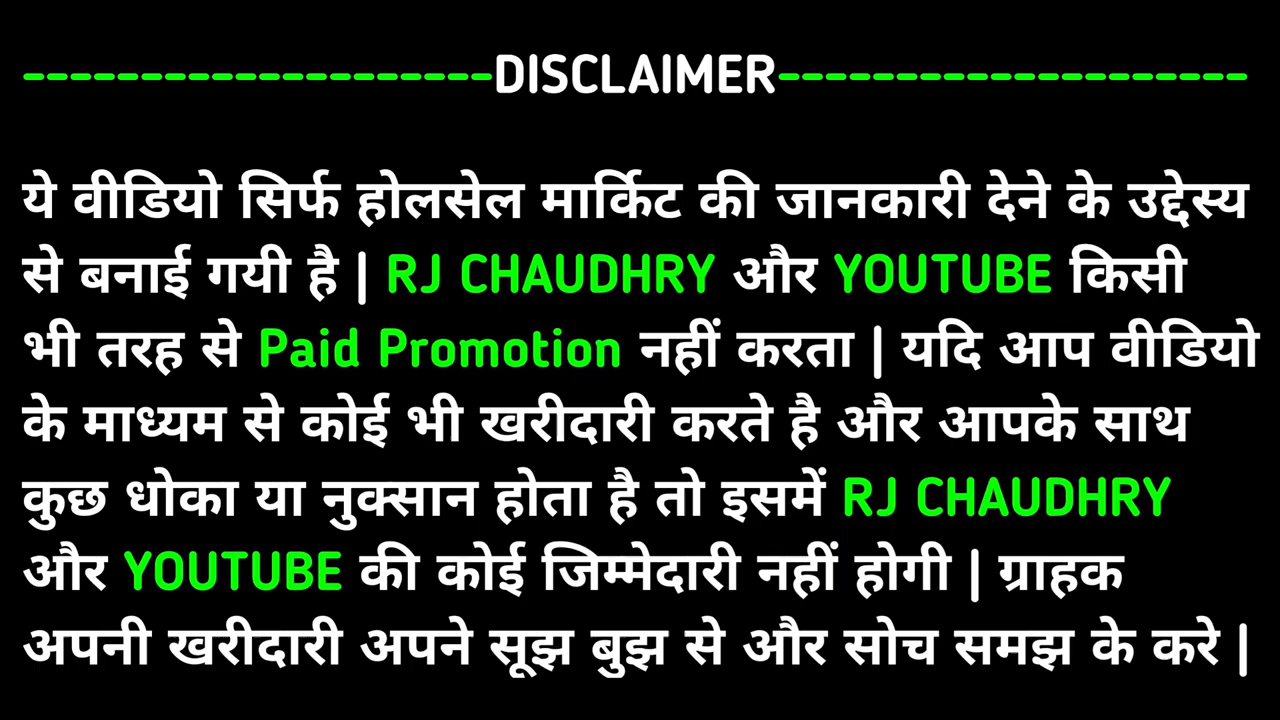 --------------------DISCLAIMER--------------------
ये वीडियो सिर्फ होलसेल मार्किट की जानकारी देने के उद्देस्य
से बनाई गयी है | RJ CHAUDHRY और YOUTUBE किसी
भी तरह से Paid Promotion नहीं करता | यदि आप वीडियो
के माध्यम से कोई भी खरीदारी करते है और आपके साथ
कुछ धोका या नुक्सान होता है तो इसमें RJ CHAUDHRY
और YOUTUBE की कोई जिम्मेदारी नहीं होगी | ग्राहक
अपनी खरीदारी अपने सूझ बुझ से और सोच समझ के करे |